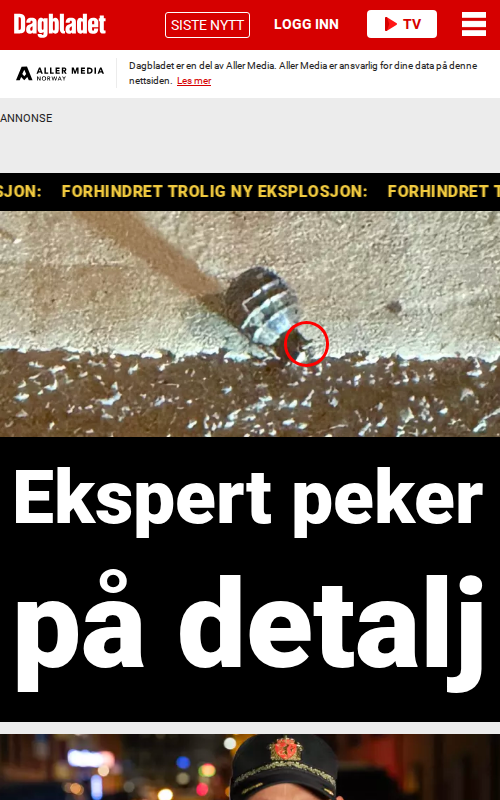 Dagbladet
SISTE NYTT
LOGG INN
TV
ALLER MEDIA
NORWAY
Dagbladet er en del av Aller Media. Aller Media er ansvarlig for dine data på denne
nettsiden. Les mer
ANNONSE
SJON: FORHINDRET TROLIG NY EKSPLOSJON: FORHINDRET T
Ekspert peker
på detalj